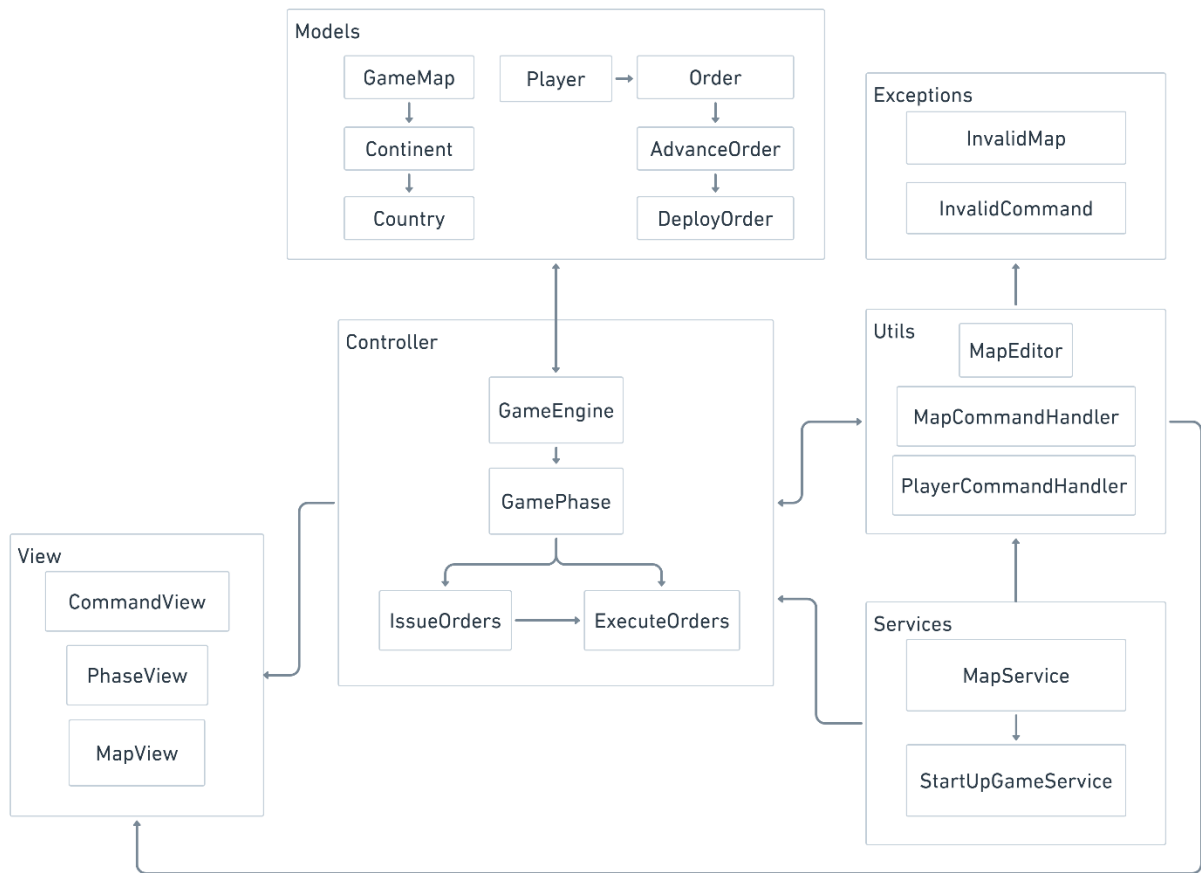 Models
GameMap
Player
Order
Continent
AdvanceOrder
Country
DeployOrder
Exceptions
InvalidMap
InvalidCommand
Controller
GameEngine
GamePhase
IssueOrders
ExecuteOrders
Utils
MapEditor
MapCommandHandler
PlayerCommandHandler
View
CommandView
PhaseView
MapView
Services
MapService
StartUpGameService